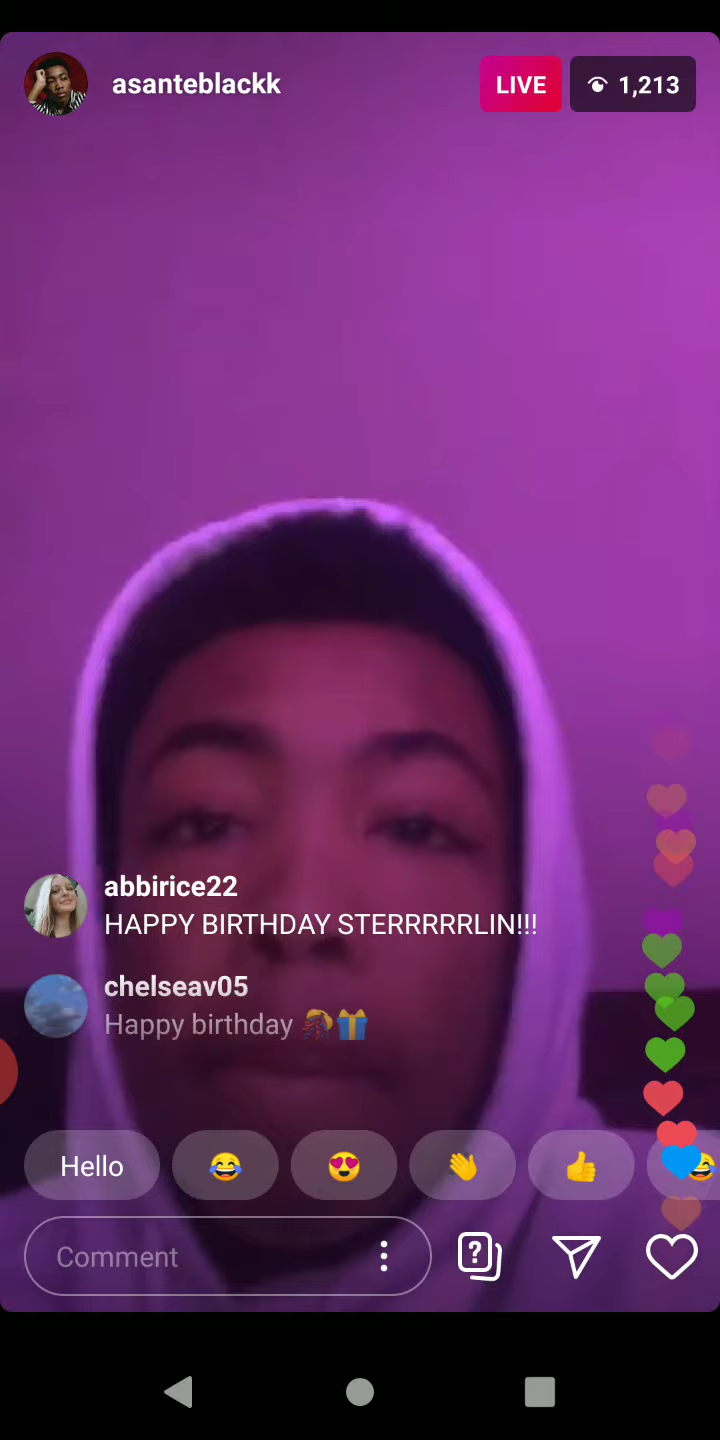 asanteblackk
LIVE
1,213
abbirice22
HAPPY BIRTHDAY STERRRRRLIN!!!
chelseav05
Happy birthday 🎊🎁
Hello
😂 😍 👋 👍 😅
Comment
?